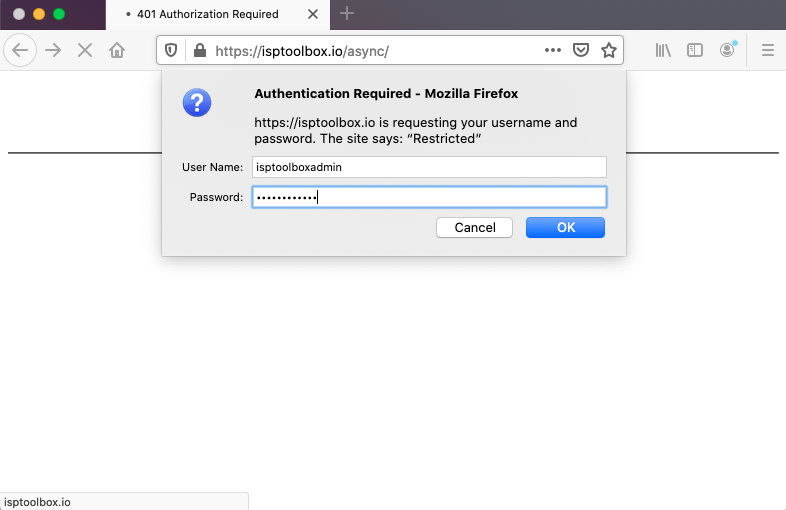 • 401 Authorization Required
https://isptoolbox.io/async/
Authentication Required - Mozilla Firefox
https://isptoolbox.io is requesting your username and
password. The site says: “Restricted”
User Name: isptoolboxadmin
Password: ••••••••••••
Cancel OK
isptoolbox.io